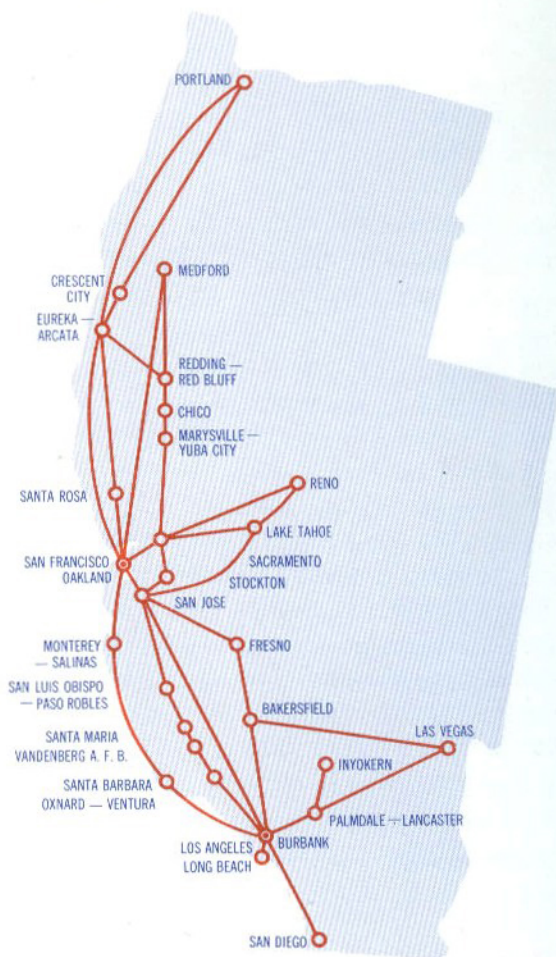 PORTLAND
MEDFORD
CRESCENT
CITY
EUREKA —
ARCATA
REDDING —
RED BLUFF
CHICO
MARYSVILLE —
YUBA CITY
RENO
SANTA ROSA
LAKE TAHOE
SACRAMENTO
SAN FRANCISCO
OAKLAND
STOCKTON
SAN JOSE
MONTEREY
— SALINAS
FRESNO
SAN LUIS OBISPO
— PASO ROBLES
BAKERSFIELD
SANTA MARIA
VANDENBERG A. F. B.
LAS VEGAS
INYOKERN
SANTA BARBARA
OXNARD — VENTURA
PALMDALE — LANCASTER
LOS ANGELES
LONG BEACH
BURBANK
SAN DIEGO